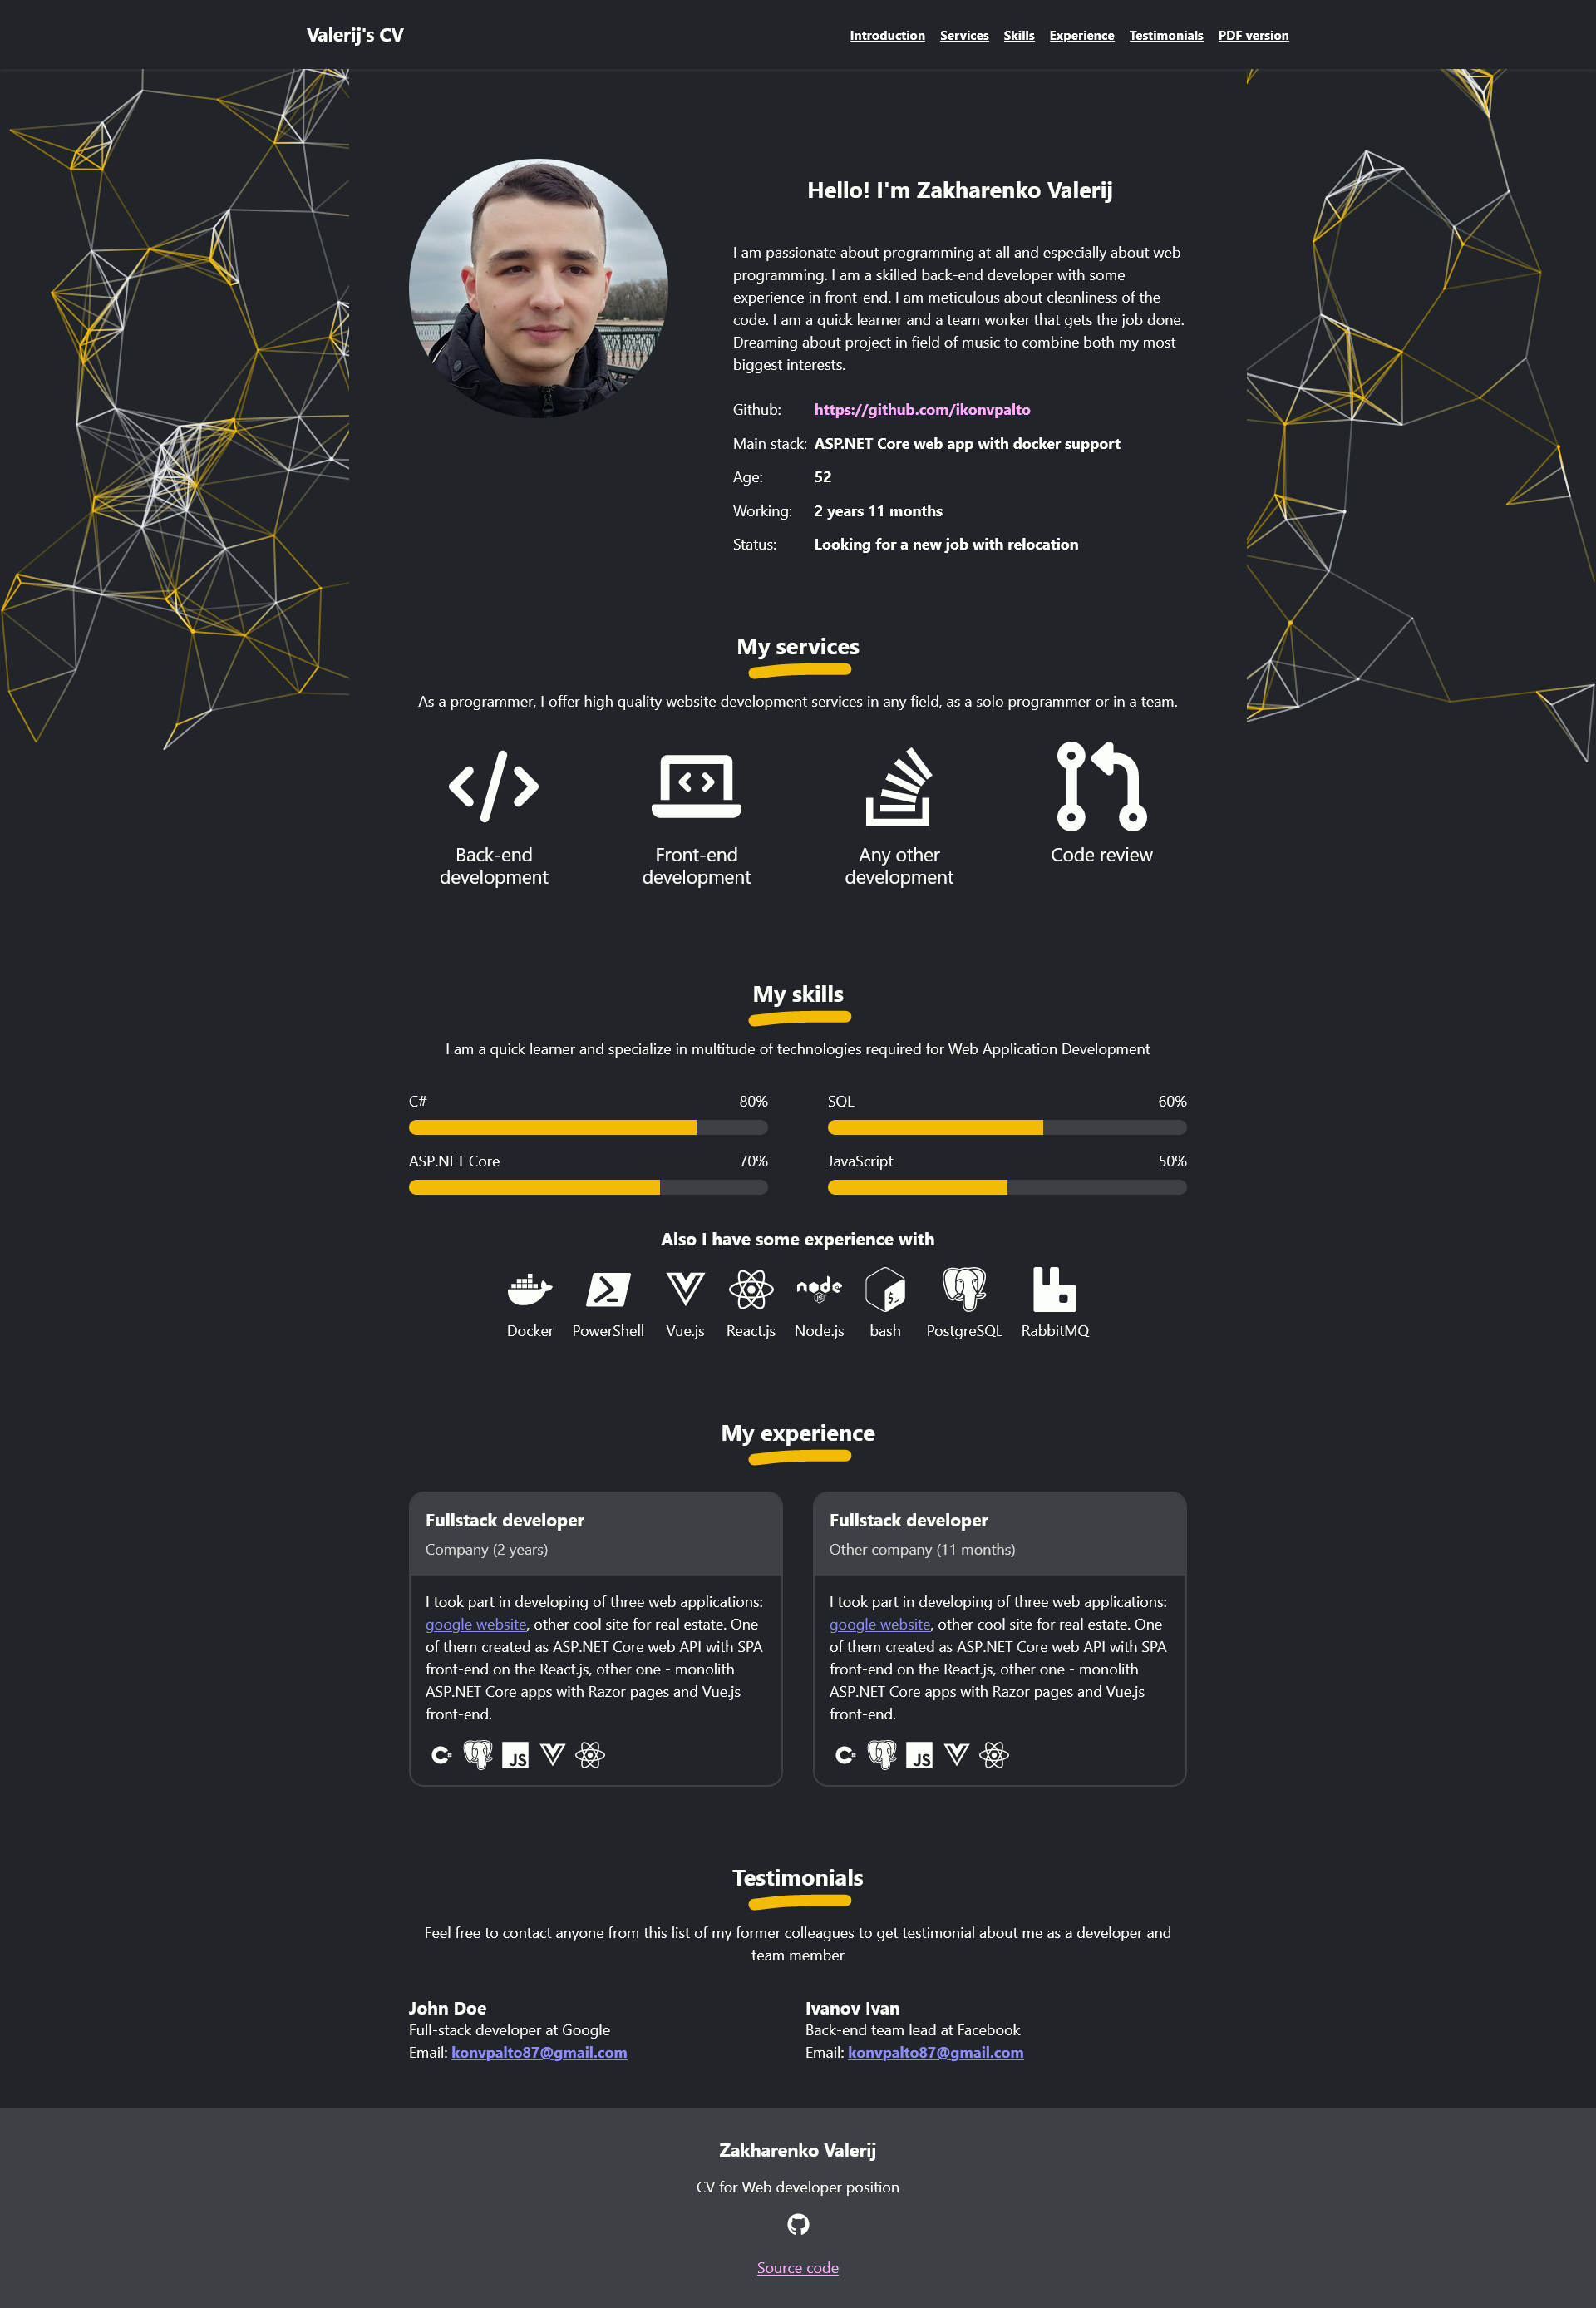 Valerij's CV
Introduction Services Skills Experience Testimonials PDF version
Hello! I'm Zakharenko Valerij
I am passionate about programming at all and especially about web
programming. I am a skilled back-end developer with some
experience in front-end. I am meticulous about cleanliness of the
code. I am a quick learner and a team worker that gets the job done.
Dreaming about project in field of music to combine both my most
biggest interests.
Github: https://github.com/ikonvpalto
Main stack: ASP.NET Core web app with docker support
Age: 52
Working: 2 years 11 months
Status: Looking for a new job with relocation
My services
As a programmer, I offer high quality website development services in any field, as a solo programmer or in a team.
Back-end
development
Front-end
development
Any other
development
Code review
My skills
I am a quick learner and specialize in multitude of technologies required for Web Application Development
C# 80%
SQL 60%
ASP.NET Core 70%
JavaScript 50%
Also I have some experience with
node
JS
Docker PowerShell Vue.js React.js Node.js bash PostgreSQL RabbitMQ
My experience
Fullstack developer
Company (2 years)
I took part in developing of three web applications:
google website, other cool site for real estate. One
of them created as ASP.NET Core web API with SPA
front-end on the React.js, other one - monolith
ASP.NET Core apps with Razor pages and Vue.js
front-end.
C# JS
Fullstack developer
Other company (11 months)
I took part in developing of three web applications:
google website, other cool site for real estate. One
of them created as ASP.NET Core web API with SPA
front-end on the React.js, other one - monolith
ASP.NET Core apps with Razor pages and Vue.js
front-end.
C# JS
Testimonials
Feel free to contact anyone from this list of my former colleagues to get testimonial about me as a developer and
team member
John Doe
Full-stack developer at Google
Email: konvpalto87@gmail.com
Ivanov Ivan
Back-end team lead at Facebook
Email: konvpalto87@gmail.com
Zakharenko Valerij
CV for Web developer position
Source code